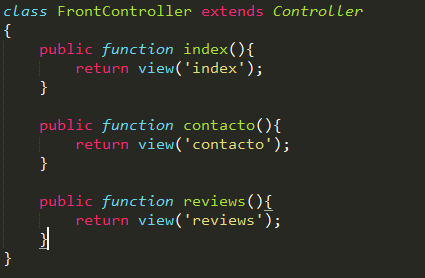 class FrontController extends Controller
{
    public function index(){
        return view('index');
    }

    public function contacto(){
        return view('contacto');
    }

    public function reviews(){
        return view('reviews');
    }
}